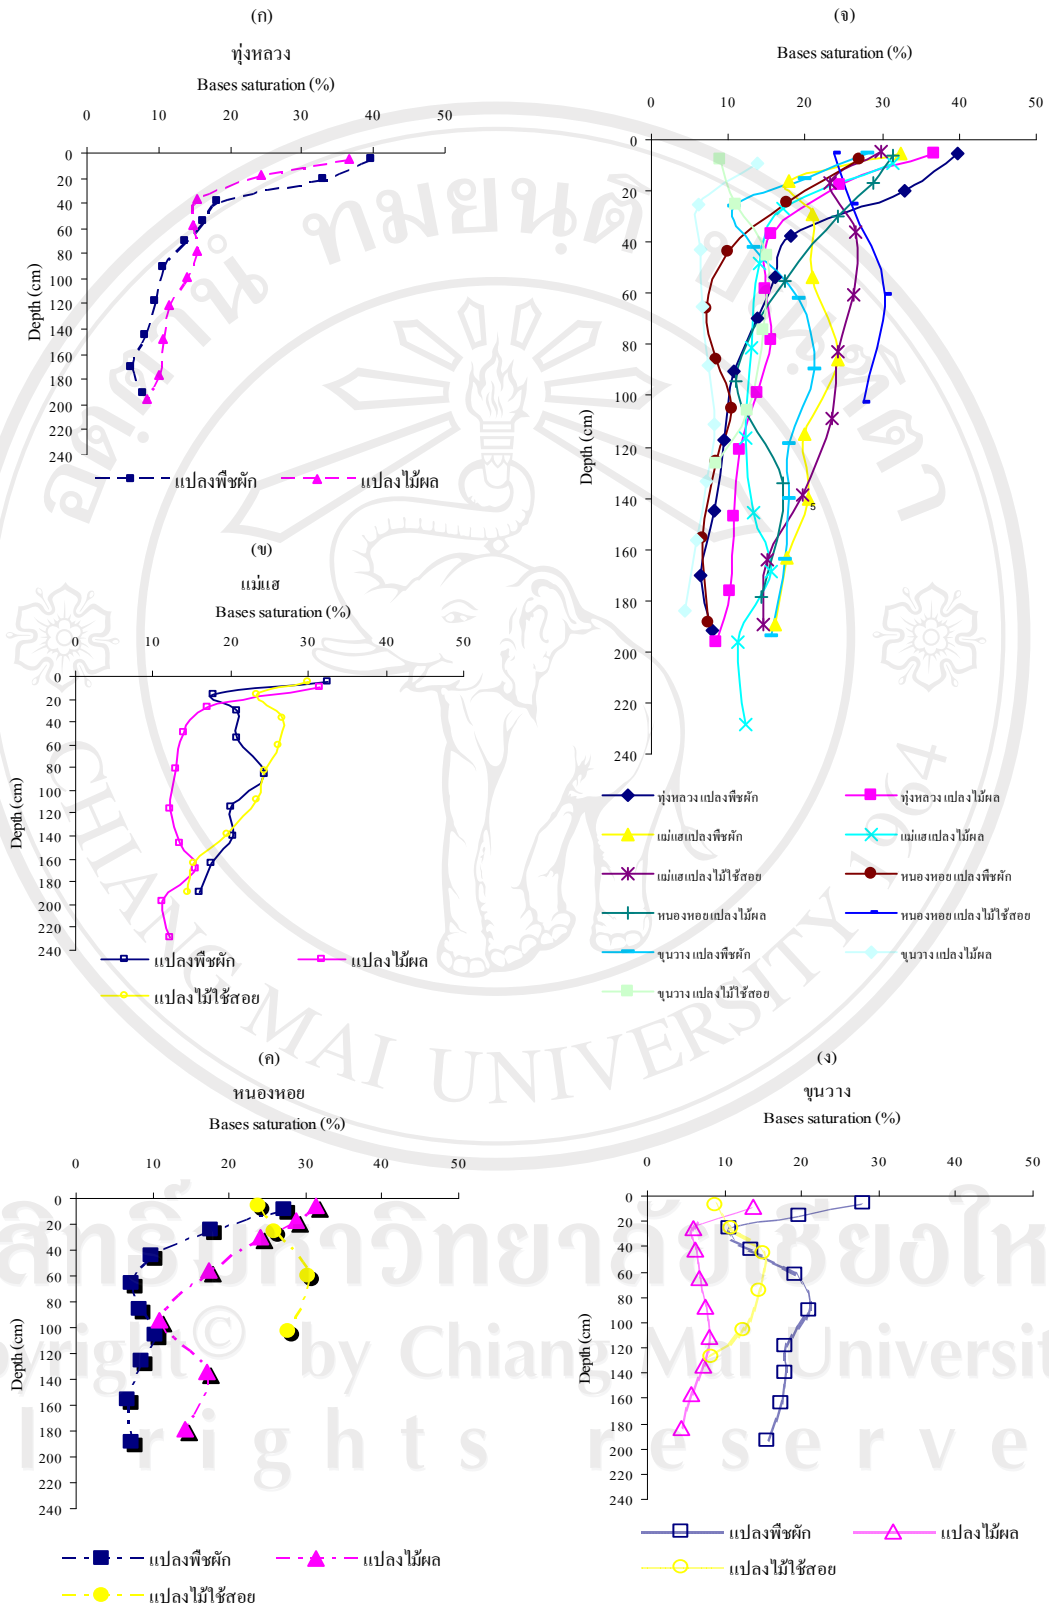 (ก)
ทุ่งหลวง
Bases saturation (%)
0 10 20 30 40 50
0
20
40
60
80
100
120
140
160
180
200
220
240
Depth (cm)
แปลงพืชผัก แปลงไม้ผล
(จ)
Bases saturation (%)
0 10 20 30 40 50
0
20
40
60
80
100
120
140
160
180
200
220
240
Depth (cm)
5
ทุ่งหลวง แปลงพืชผัก ทุ่งหลวง แปลงไม้ผล
แม่แฮแปลงพืชผัก แม่แฮแปลงไม้ผล
แม่แฮแปลงไม้ใช้สอย หนองหอย แปลงพืชผัก
หนองหอย แปลงไม้ผล หนองหอย แปลงไม้ใช้สอย
ขุนวาง แปลงพืชผัก ขุนวาง แปลงไม้ผล
ขุนวาง แปลงไม้ใช้สอย
(ข)
แม่แฮ
Bases saturation (%)
0 10 20 30 40 50
0
20
40
60
80
100
120
140
160
180
200
220
240
Depth (cm)
แปลงพืชผัก แปลงไม้ผล
แปลงไม้ใช้สอย
(ค)
หนองหอย
Bases saturation (%)
0 10 20 30 40 50
0
20
40
60
80
100
120
140
160
180
200
220
240
Depth (cm)
แปลงพืชผัก แปลงไม้ผล
แปลงไม้ใช้สอย
(ง)
ขุนวาง
Bases saturation (%)
0 10 20 30 40 50
0
20
40
60
80
100
120
140
160
180
200
220
240
Depth (cm)
แปลงพืชผัก แปลงไม้ผล
แปลงไม้ใช้สอย
CHIANG MAI UNIVERSITY 1964
© by Chiang Mai University
rights reserve